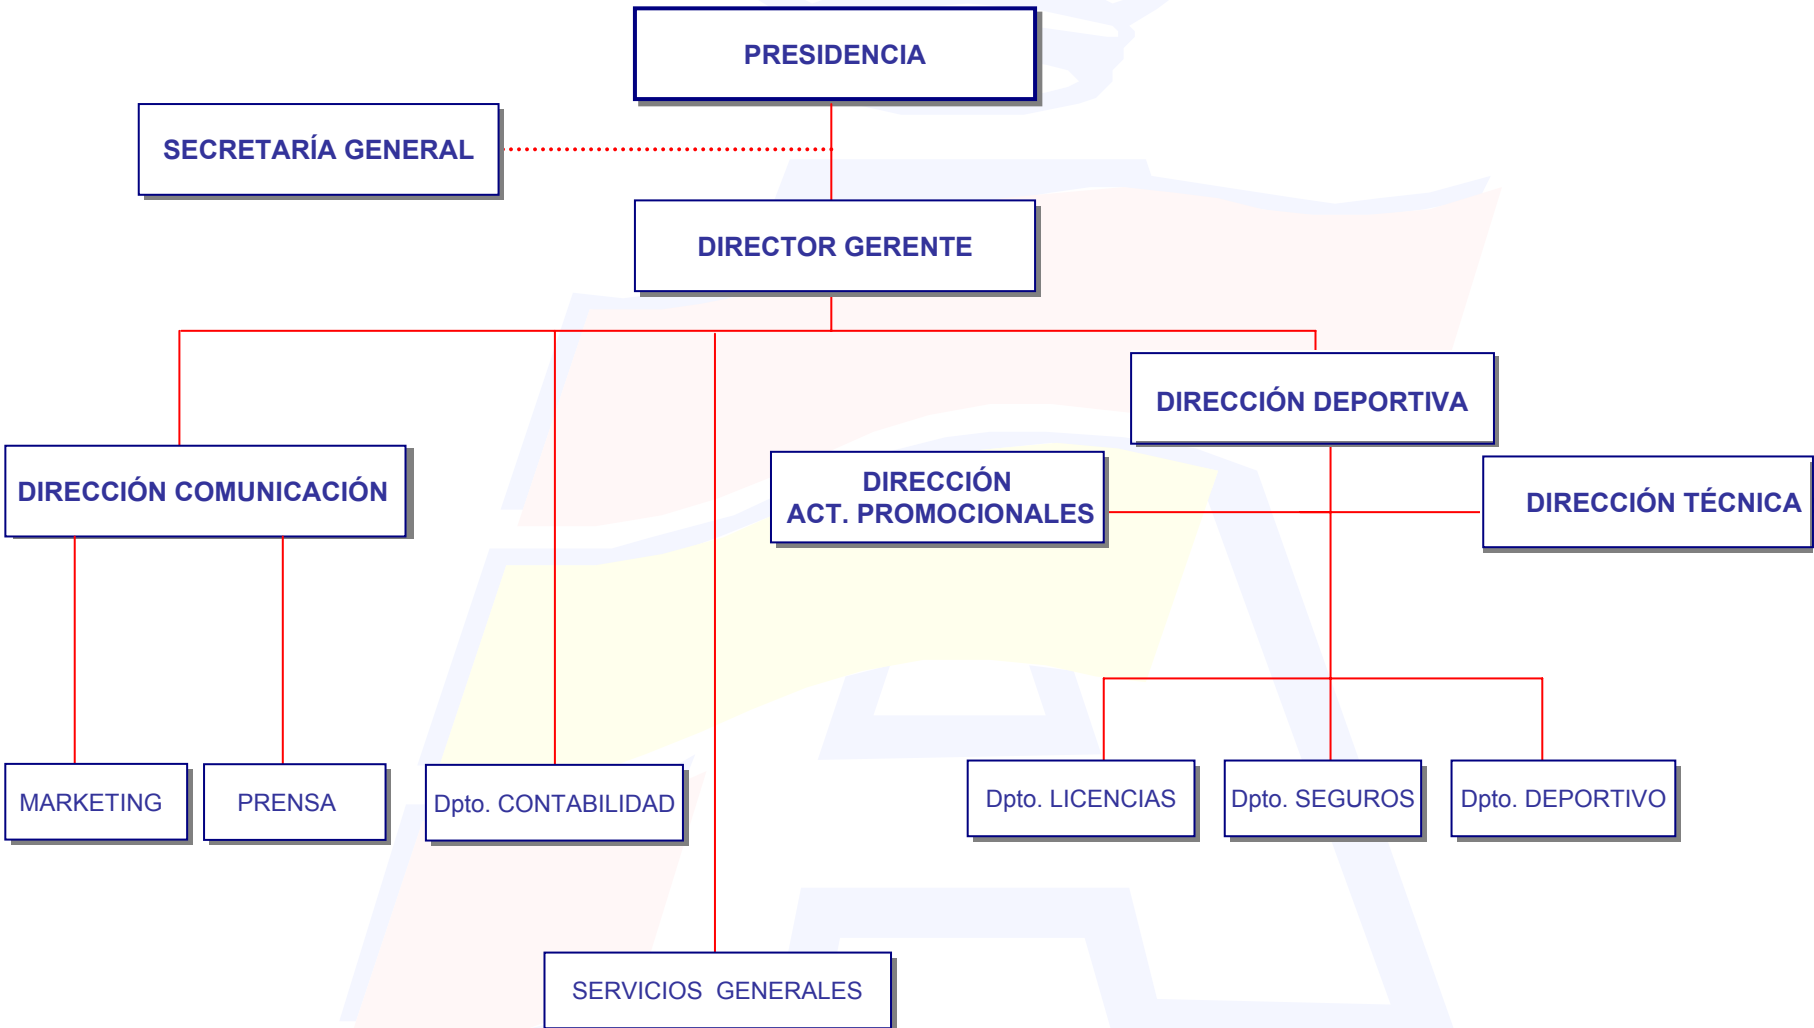 PRESIDENCIA
SECRETARÍA GENERAL
DIRECTOR GERENTE
DIRECCIÓN DEPORTIVA
DIRECCIÓN COMUNICACIÓN
DIRECCIÓN
ACT. PROMOCIONALES
DIRECCIÓN TÉCNICA
MARKETING
PRENSA
Dpto. CONTABILIDAD
Dpto. LICENCIAS
Dpto. SEGUROS
Dpto. DEPORTIVO
SERVICIOS GENERALES